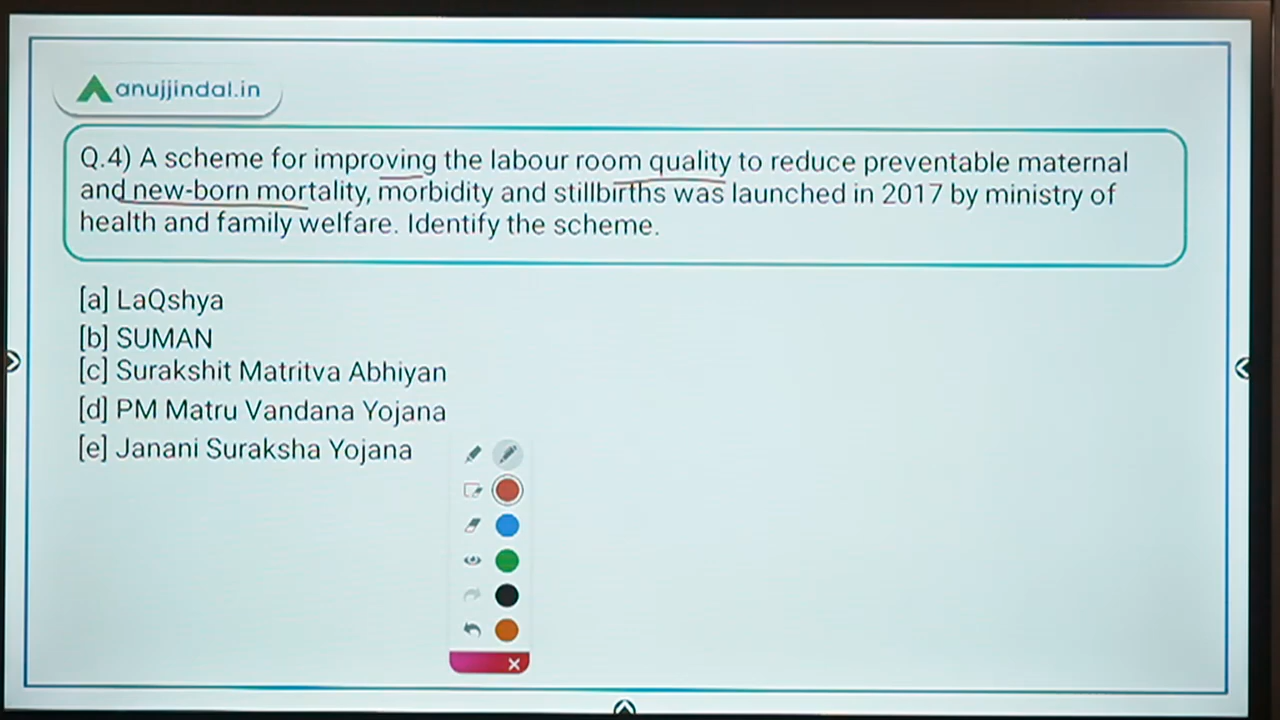 anujjindal.in
Q.4) A scheme for improving the labour room quality to reduce preventable maternal
and new-born mortality, morbidity and stillbirths was launched in 2017 by ministry of
health and family welfare. Identify the scheme.
[a] LaQshya
[b] SUMAN
[c] Surakshit Matritva Abhiyan
[d] PM Matru Vandana Yojana
[e] Janani Suraksha Yojana